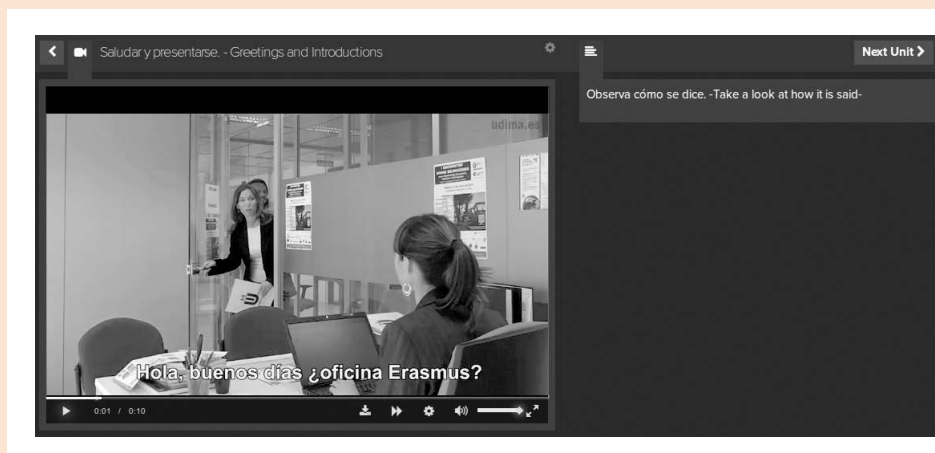 Saludar y presentarse. - Greetings and Introductions
Next Unit
Observa cómo se dice. -Take a look at how it is said-
udima.es
Hola, buenos días ¿oficina Erasmus?
0:01 / 0:10